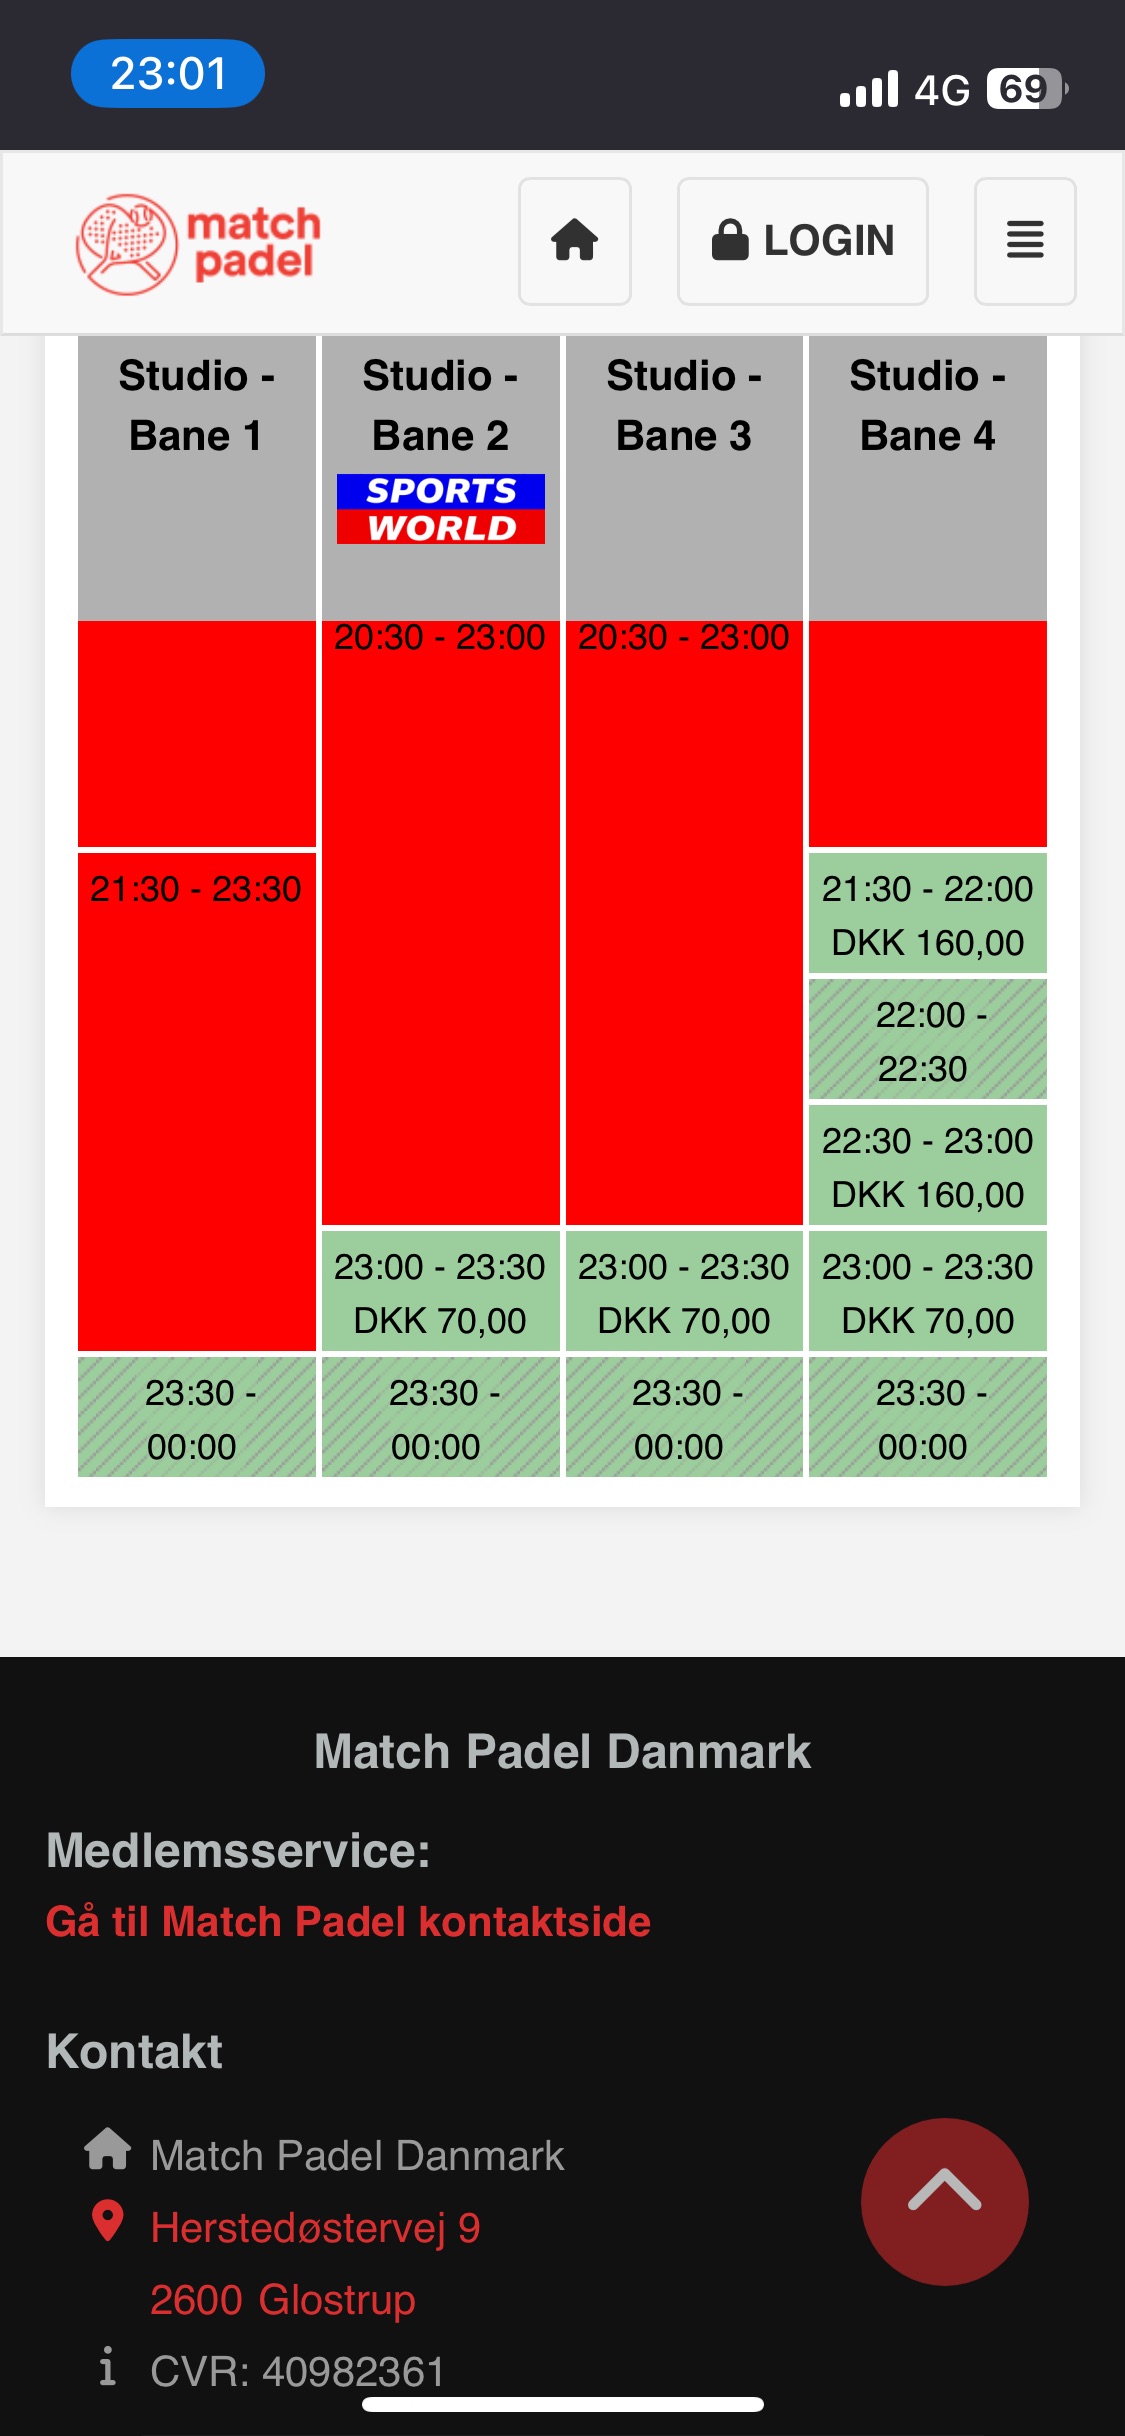 23:01
4G 69
match
padel
LOGIN
Studio -
Bane 1
Studio -
Bane 2
SPORTS
WORLD
Studio -
Bane 3
Studio -
Bane 4
20:30 - 23:00
20:30 - 23:00
21:30 - 23:30
21:30 - 22:00
DKK 160,00
22:00 -
22:30
22:30 - 23:00
DKK 160,00
23:00 - 23:30
DKK 70,00
23:00 - 23:30
DKK 70,00
23:00 - 23:30
DKK 70,00
23:30 -
00:00
23:30 -
00:00
23:30 -
00:00
23:30 -
00:00
Match Padel Danmark
Medlemsservice:
Gå til Match Padel kontaktside
Kontakt
Match Padel Danmark
Herstedøstervej 9
2600 Glostrup
CVR: 40982361